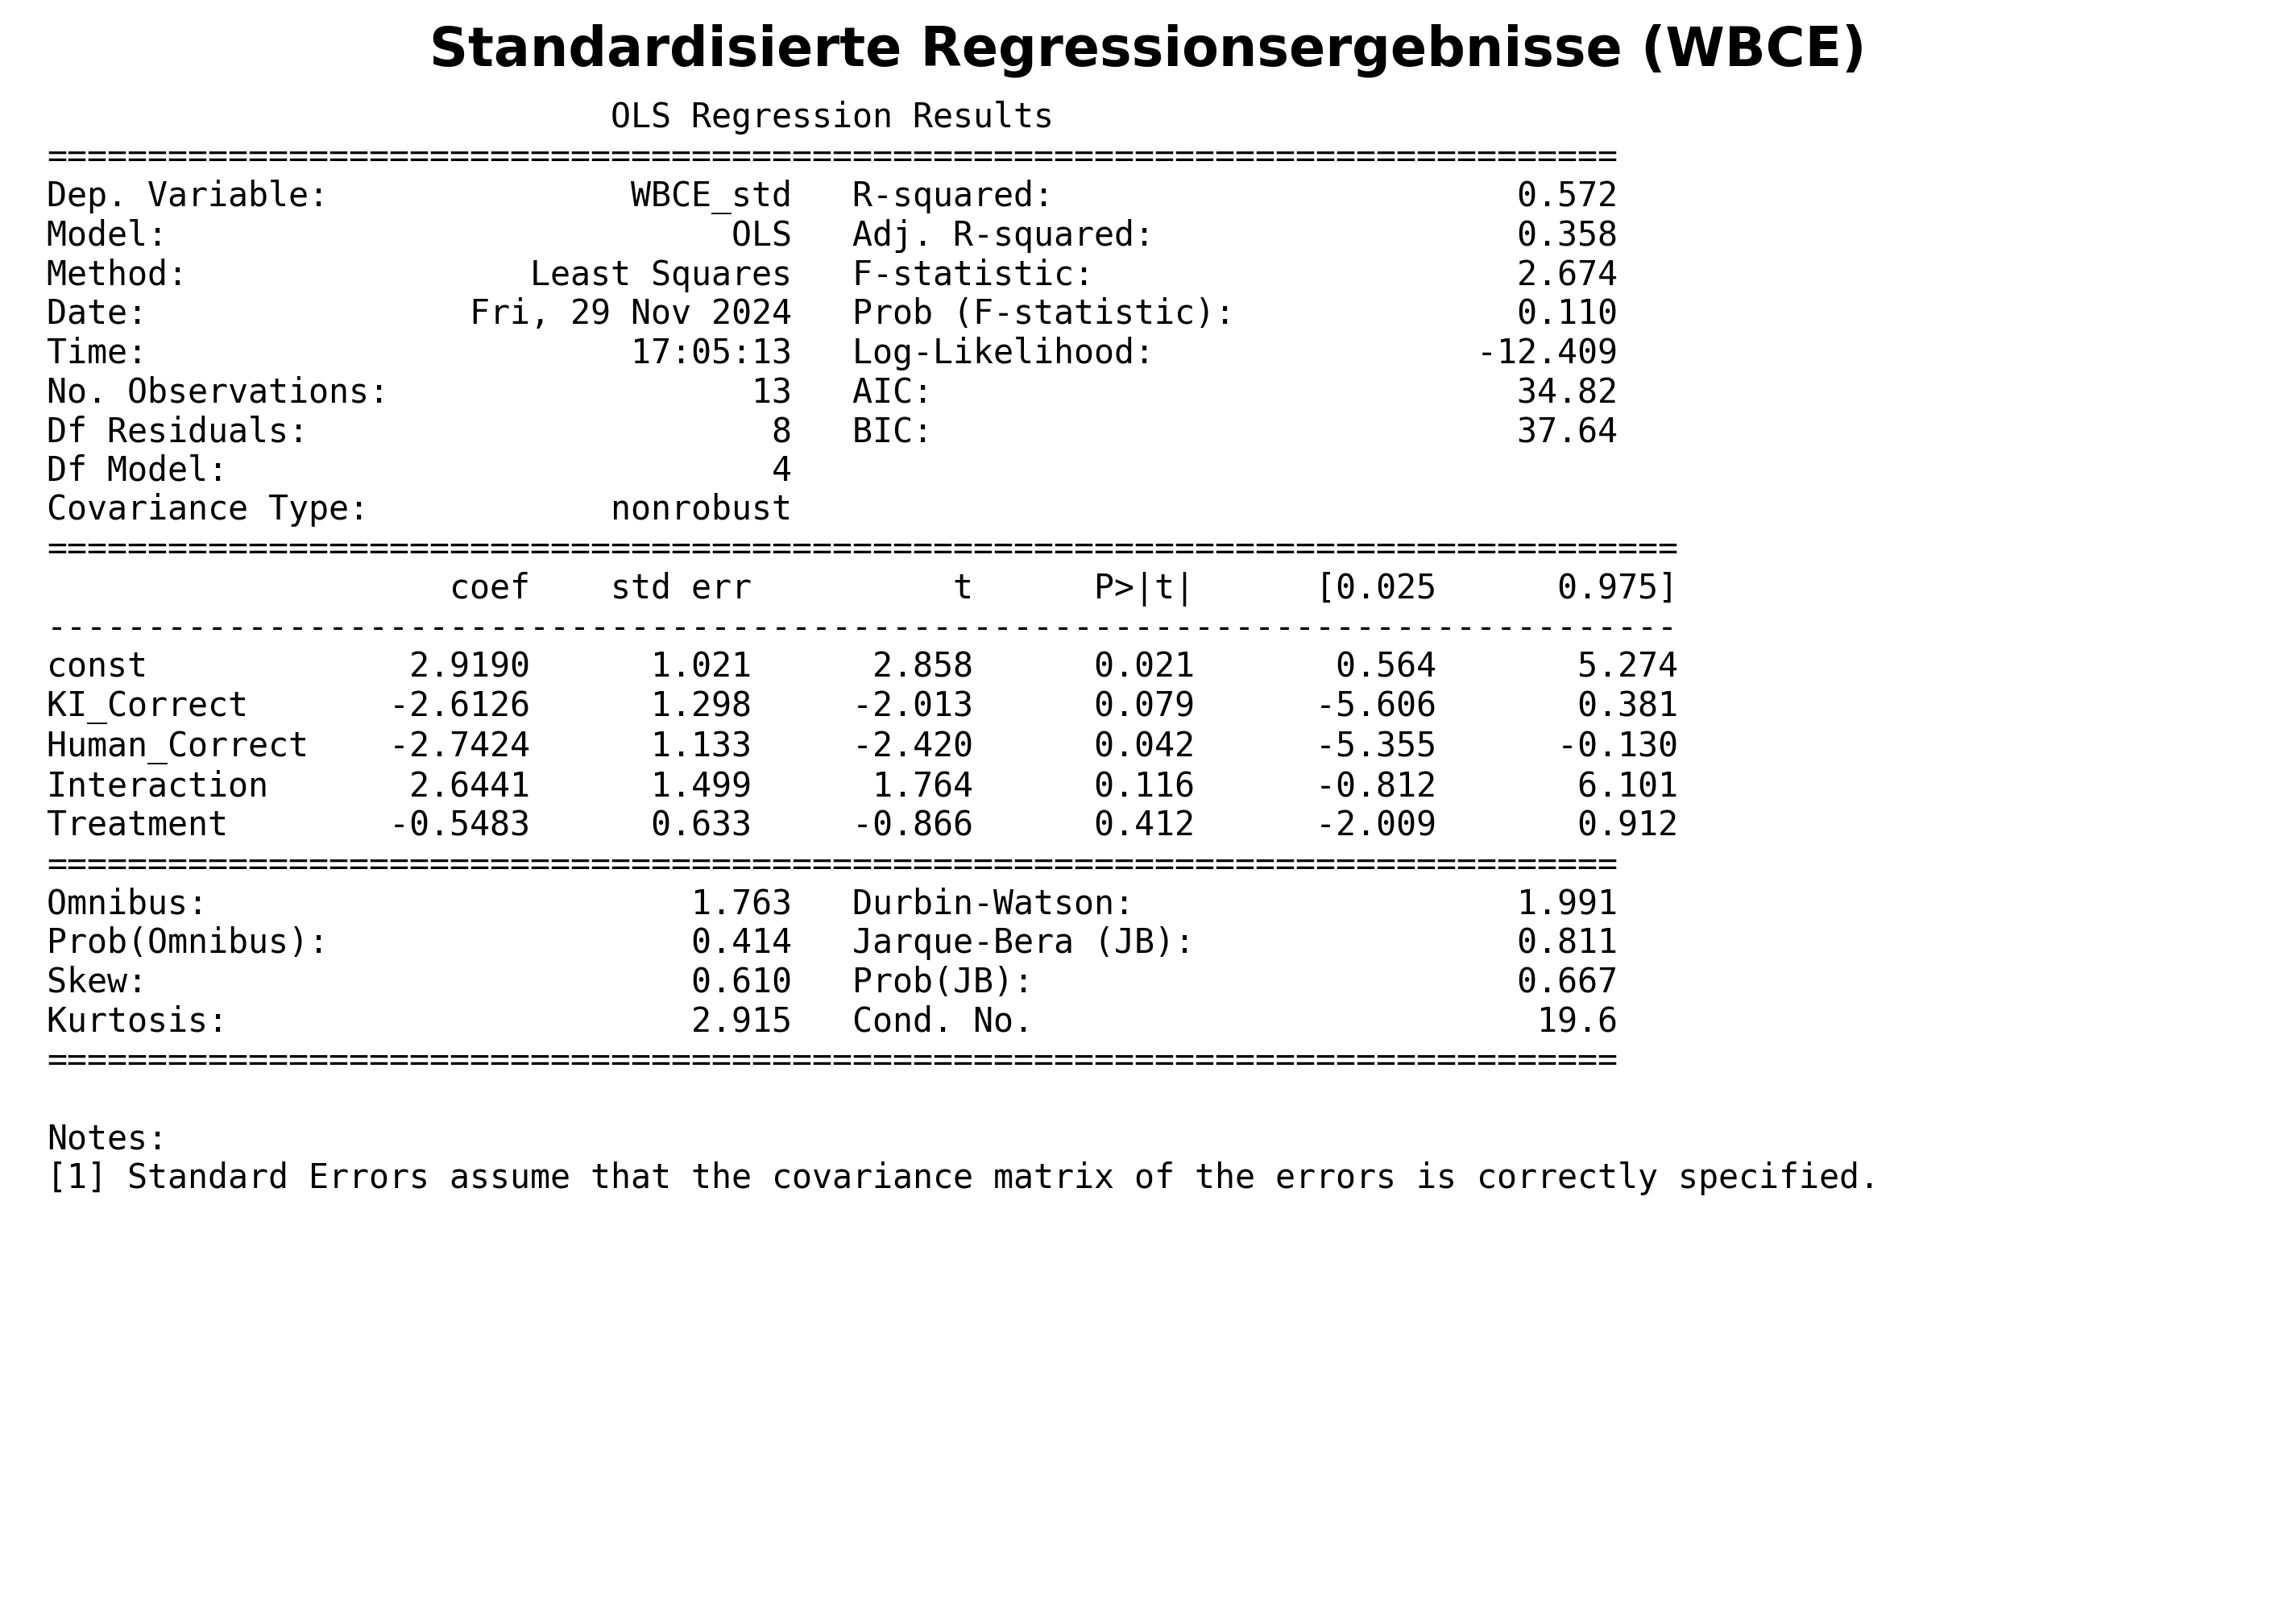 Standardisierte Regressionsergebnisse (WBCE)
OLS Regression Results
==============================================================================
Dep. Variable:               WBCE_std   R-squared:                       0.572
Model:                            OLS   Adj. R-squared:                  0.358
Method:                 Least Squares   F-statistic:                     2.674
Date:                Fri, 29 Nov 2024   Prob (F-statistic):              0.110
Time:                        17:05:13   Log-Likelihood:                -12.409
No. Observations:                  13   AIC:                             34.82
Df Residuals:                       8   BIC:                             37.64
Df Model:                           4
Covariance Type:            nonrobust
=================================================================================
                    coef    std err          t      P>|t|      [0.025      0.975]
---------------------------------------------------------------------------------
const             2.9190      1.021      2.858      0.021       0.564       5.274
KI_Correct       -2.6126      1.298     -2.013      0.079      -5.606       0.381
Human_Correct    -2.7424      1.133     -2.420      0.042      -5.355      -0.130
Interaction       2.6441      1.499      1.764      0.116      -0.812       6.101
Treatment        -0.5483      0.633     -0.866      0.412      -2.009       0.912
==============================================================================
Omnibus:                        1.763   Durbin-Watson:                   1.991
Prob(Omnibus):                  0.414   Jarque-Bera (JB):                0.811
Skew:                           0.610   Prob(JB):                        0.667
Kurtosis:                       2.915   Cond. No.                         19.6
==============================================================================
Notes:
[1] Standard Errors assume that the covariance matrix of the errors is correctly specified.